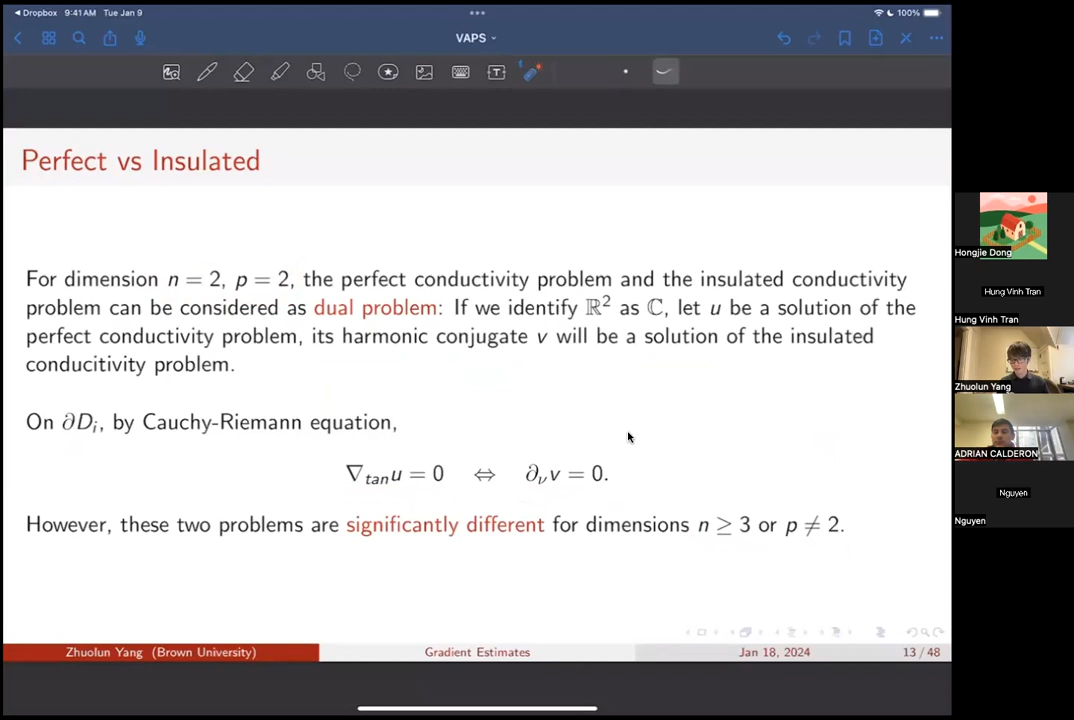 Dropbox 9:41 AM Tue Jan 9
100%
VAPS
Perfect vs Insulated
For dimension n = 2, p = 2, the perfect conductivity problem and the insulated conductivity
problem can be considered as dual problem: If we identify ℝ² as ℂ, let u be a solution of the
perfect conductivity problem, its harmonic conjugate v will be a solution of the insulated
conducitivity problem.
On ∂Dᵢ, by Cauchy-Riemann equation,
∇ₜₐₙu = 0 ⇔ ∂ᵥv = 0.
However, these two problems are significantly different for dimensions n ≥ 3 or p ≠ 2.
Zhuolun Yang (Brown University) Gradient Estimates Jan 18, 2024 13 / 48
Hongjie Dong
Hung Vinh Tran
Hung Vinh Tran
Zhuolun Yang
ADRIAN CALDERON
Nguyen
Nguyen